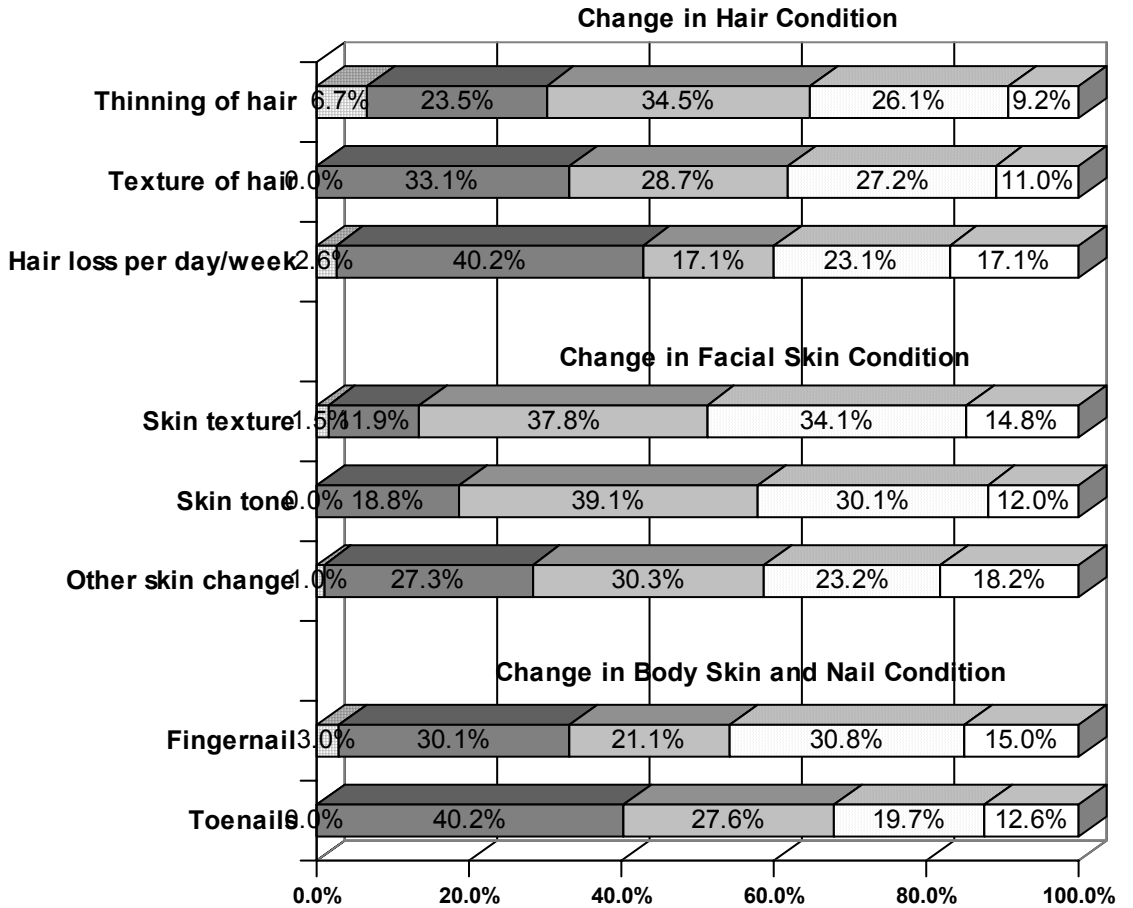 Change in Hair Condition
Thinning of hair 6.7% 23.5% 34.5% 26.1% 9.2%
Texture of hair 0.0% 33.1% 28.7% 27.2% 11.0%
Hair loss per day/week 2.6% 40.2% 17.1% 23.1% 17.1%
Change in Facial Skin Condition
Skin texture 1.5% 11.9% 37.8% 34.1% 14.8%
Skin tone 0.0% 18.8% 39.1% 30.1% 12.0%
Other skin change 1.0% 27.3% 30.3% 23.2% 18.2%
Change in Body Skin and Nail Condition
Fingernail 3.0% 30.1% 21.1% 30.8% 15.0%
Toenails 0.0% 40.2% 27.6% 19.7% 12.6%
0.0% 20.0% 40.0% 60.0% 80.0% 100.0%